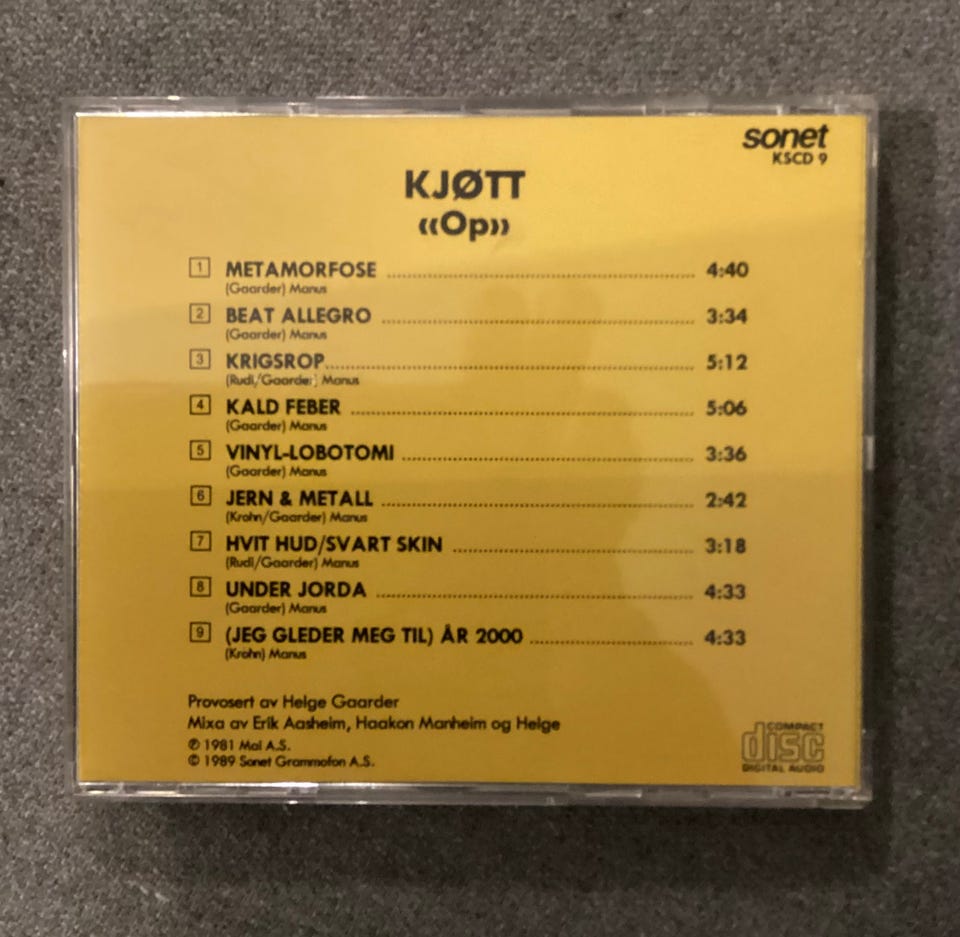 sonet
KSCD 9
KJØTT
«Op»
1 METAMORFOSE 4:40
(Gaarder) Manus
2 BEAT ALLEGRO 3:34
(Gaarder) Manus
3 KRIGSROP 5:12
(Rudi/Gaarder) Manus
4 KALD FEBER 5:06
(Gaarder) Manus
5 VINYL-LOBOTOMI 3:36
(Gaarder) Manus
6 JERN & METALL 2:42
(Krohn/Gaarder) Manus
7 HVIT HUD/SVART SKIN 3:18
(Rudi/Gaarder) Manus
8 UNDER JORDA 4:33
(Gaarder) Manus
9 (JEG GLEDER MEG TIL) ÅR 2000 4:33
(Krohn) Manus
Provosert av Helge Gaarder
Mixa av Erik Aasheim, Haakon Manheim og Helge
℗ 1981 Mai A.S.
© 1989 Sonet Grammofon A.S.
COMPACT
disc
DIGITAL AUDIO